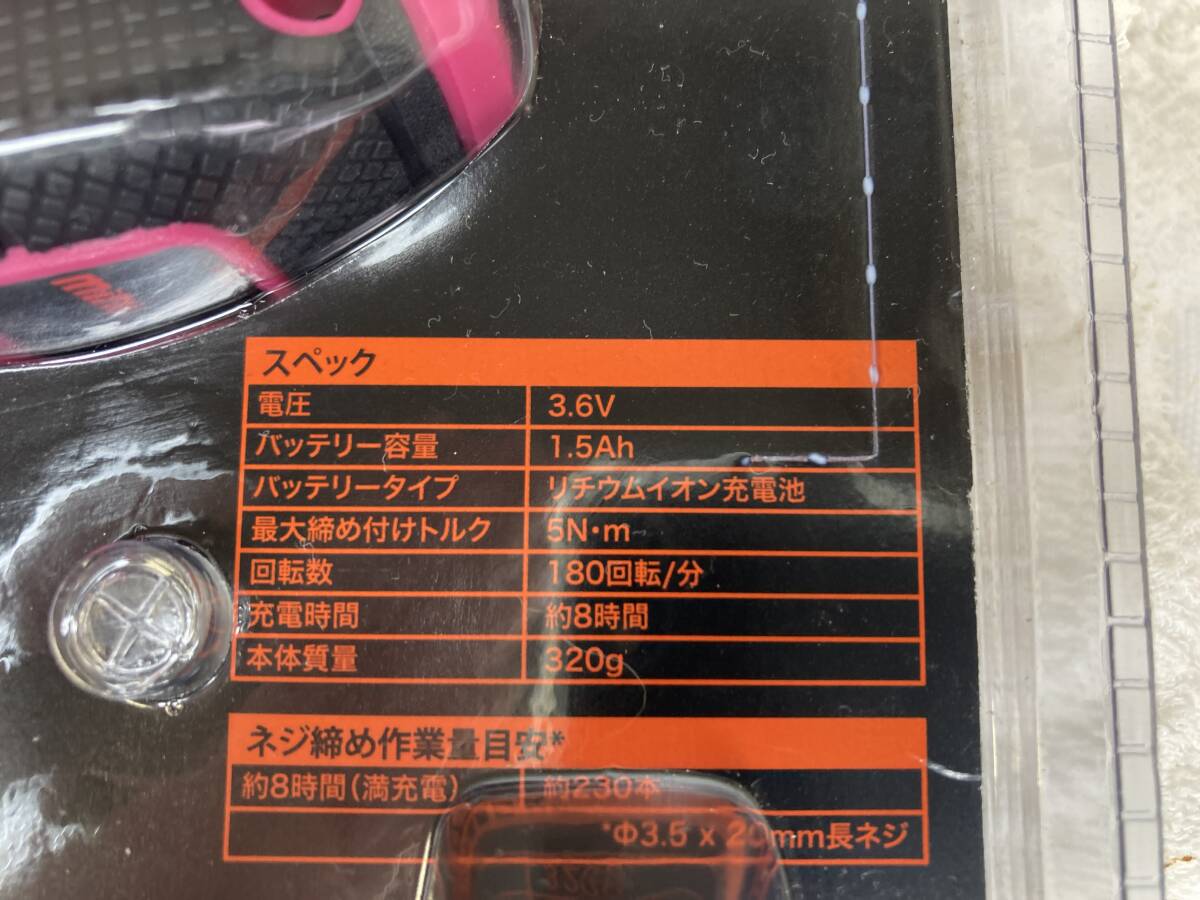 スペック
電圧 3.6V
バッテリー容量 1.5Ah
バッテリータイプ リチウムイオン充電池
最大締め付けトルク 5N・m
回転数 180回転/分
充電時間 約8時間
本体質量 320g
ネジ締め作業量目安*
約8時間(満充電) 約230本
*Φ3.5 x mm長ネジ